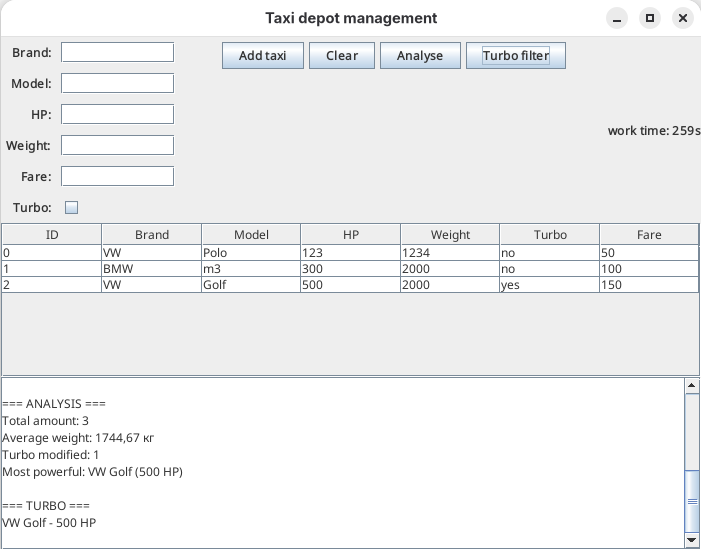 Taxi depot management
Brand:
Add taxi Clear Analyse Turbo filter
Model:
HP:
work time: 259s
Weight:
Fare:
Turbo:
ID Brand Model HP Weight Turbo Fare
0 VW Polo 123 1234 no 50
1 BMW m3 300 2000 no 100
2 VW Golf 500 2000 yes 150
=== ANALYSIS ===
Total amount: 3
Average weight: 1744,67 кг
Turbo modified: 1
Most powerful: VW Golf (500 HP)
=== TURBO ===
VW Golf - 500 HP